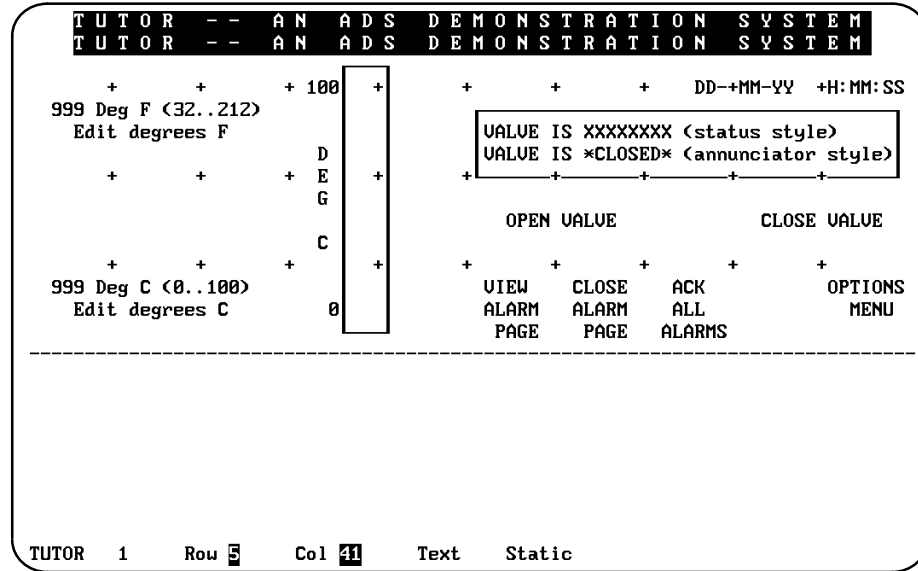 T U T O R - - A N A D S D E M O N S T R A T I O N S Y S T E M
T U T O R - - A N A D S D E M O N S T R A T I O N S Y S T E M
+ + + 100 + + + + DD-+MM-YY +H:MM:SS
999 Deg F (32..212)
Edit degrees F
VALVE IS XXXXXXXX (status style)
D VALVE IS *CLOSED* (annunciator style)
+ + + E + + + + + +
G
OPEN VALVE CLOSE VALVE
C
+ + + + + + + + +
999 Deg C (0..100) VIEW CLOSE ACK OPTIONS
Edit degrees C 0 ALARM ALARM ALL MENU
PAGE PAGE ALARMS
----------------------------------------------------------------------------------------------------
TUTOR 1 Row 5 Col 41 Text Static